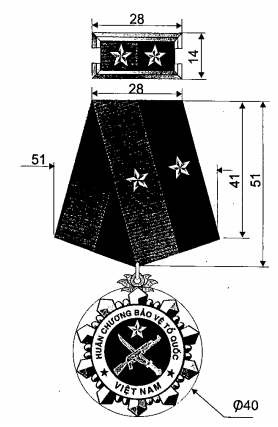 28
14
28
51
41
51
HUÂN CHƯƠNG BẢO VỆ TỔ QUỐC
VIỆT NAM
Ø40